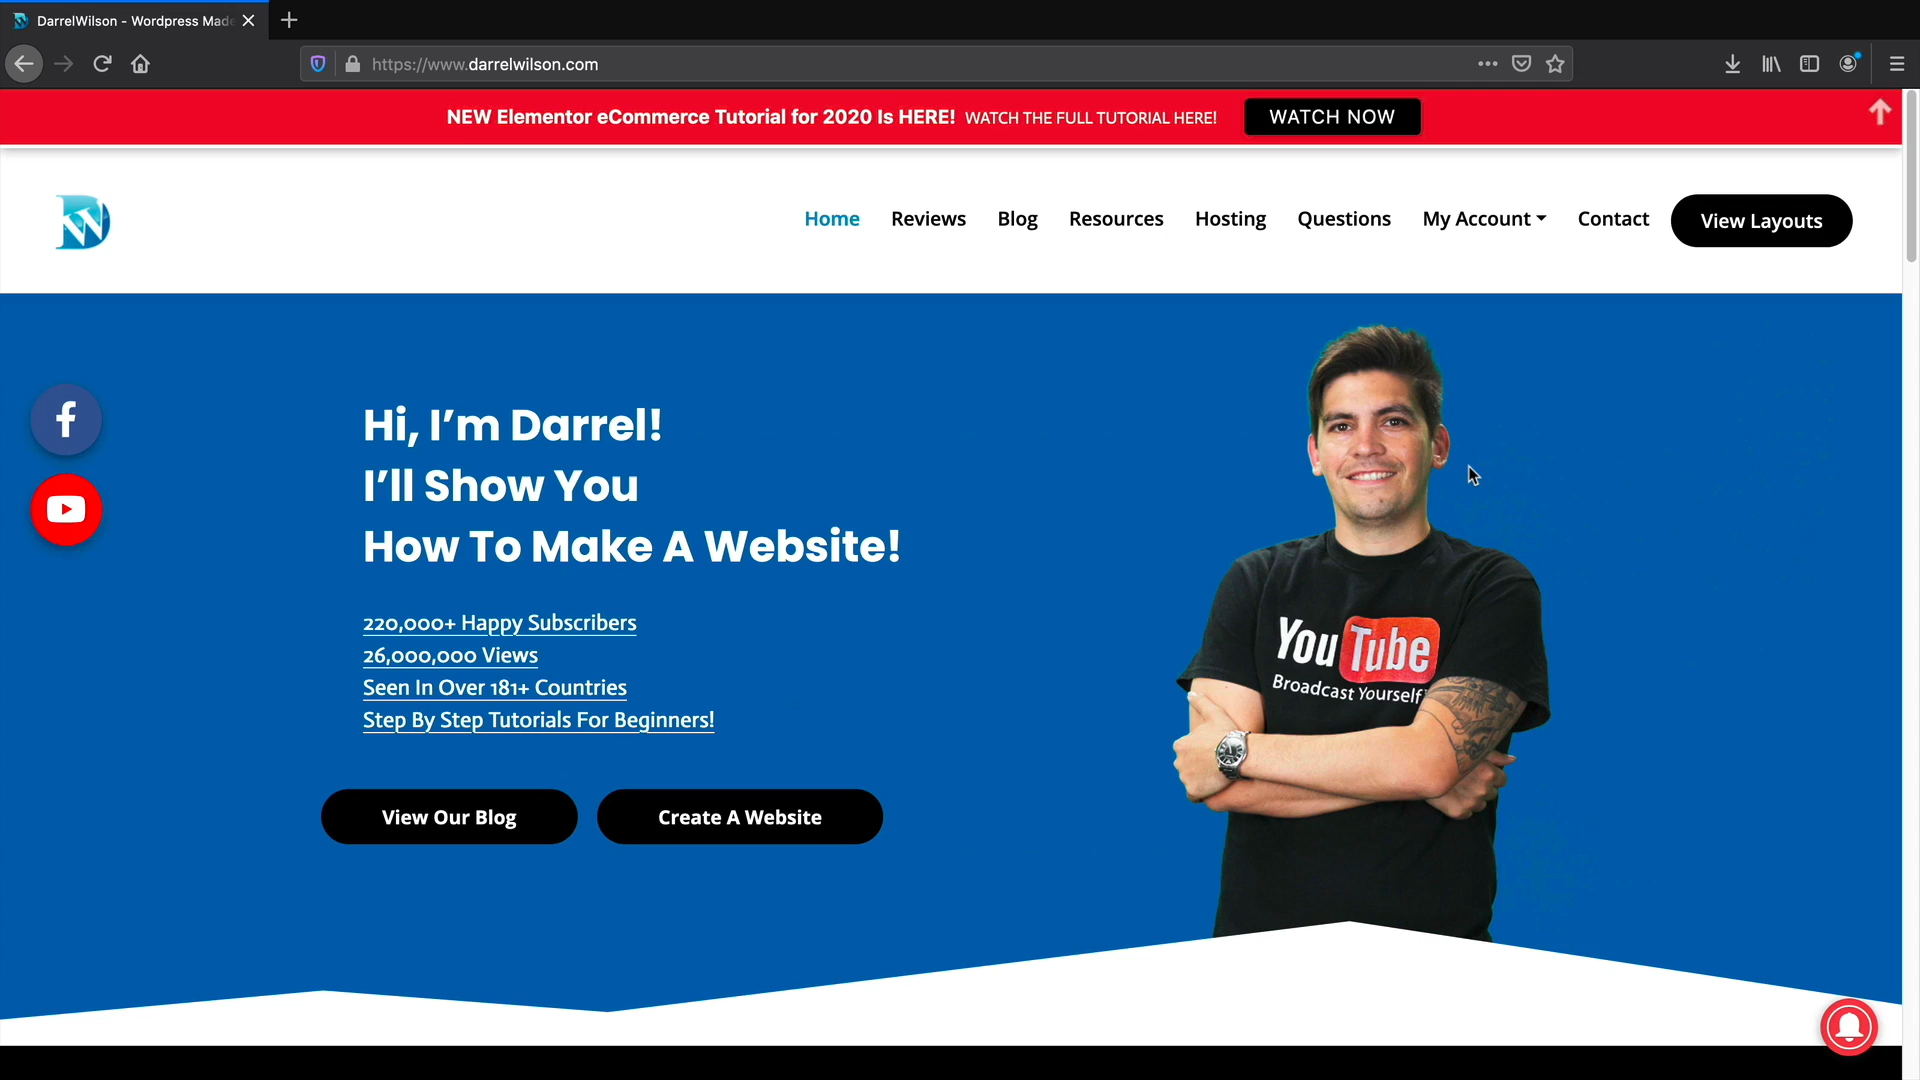 DarrelWilson - Wordpress Made
https://www.darrelwilson.com
NEW Elementor eCommerce Tutorial for 2020 Is HERE! WATCH THE FULL TUTORIAL HERE! WATCH NOW
Home Reviews Blog Resources Hosting Questions My Account Contact View Layouts
Hi, I'm Darrel!
I'll Show You
How To Make A Website!
220,000+ Happy Subscribers
26,000,000 Views
Seen In Over 181+ Countries
Step By Step Tutorials For Beginners!
View Our Blog Create A Website
YouTube
Broadcast Yourself